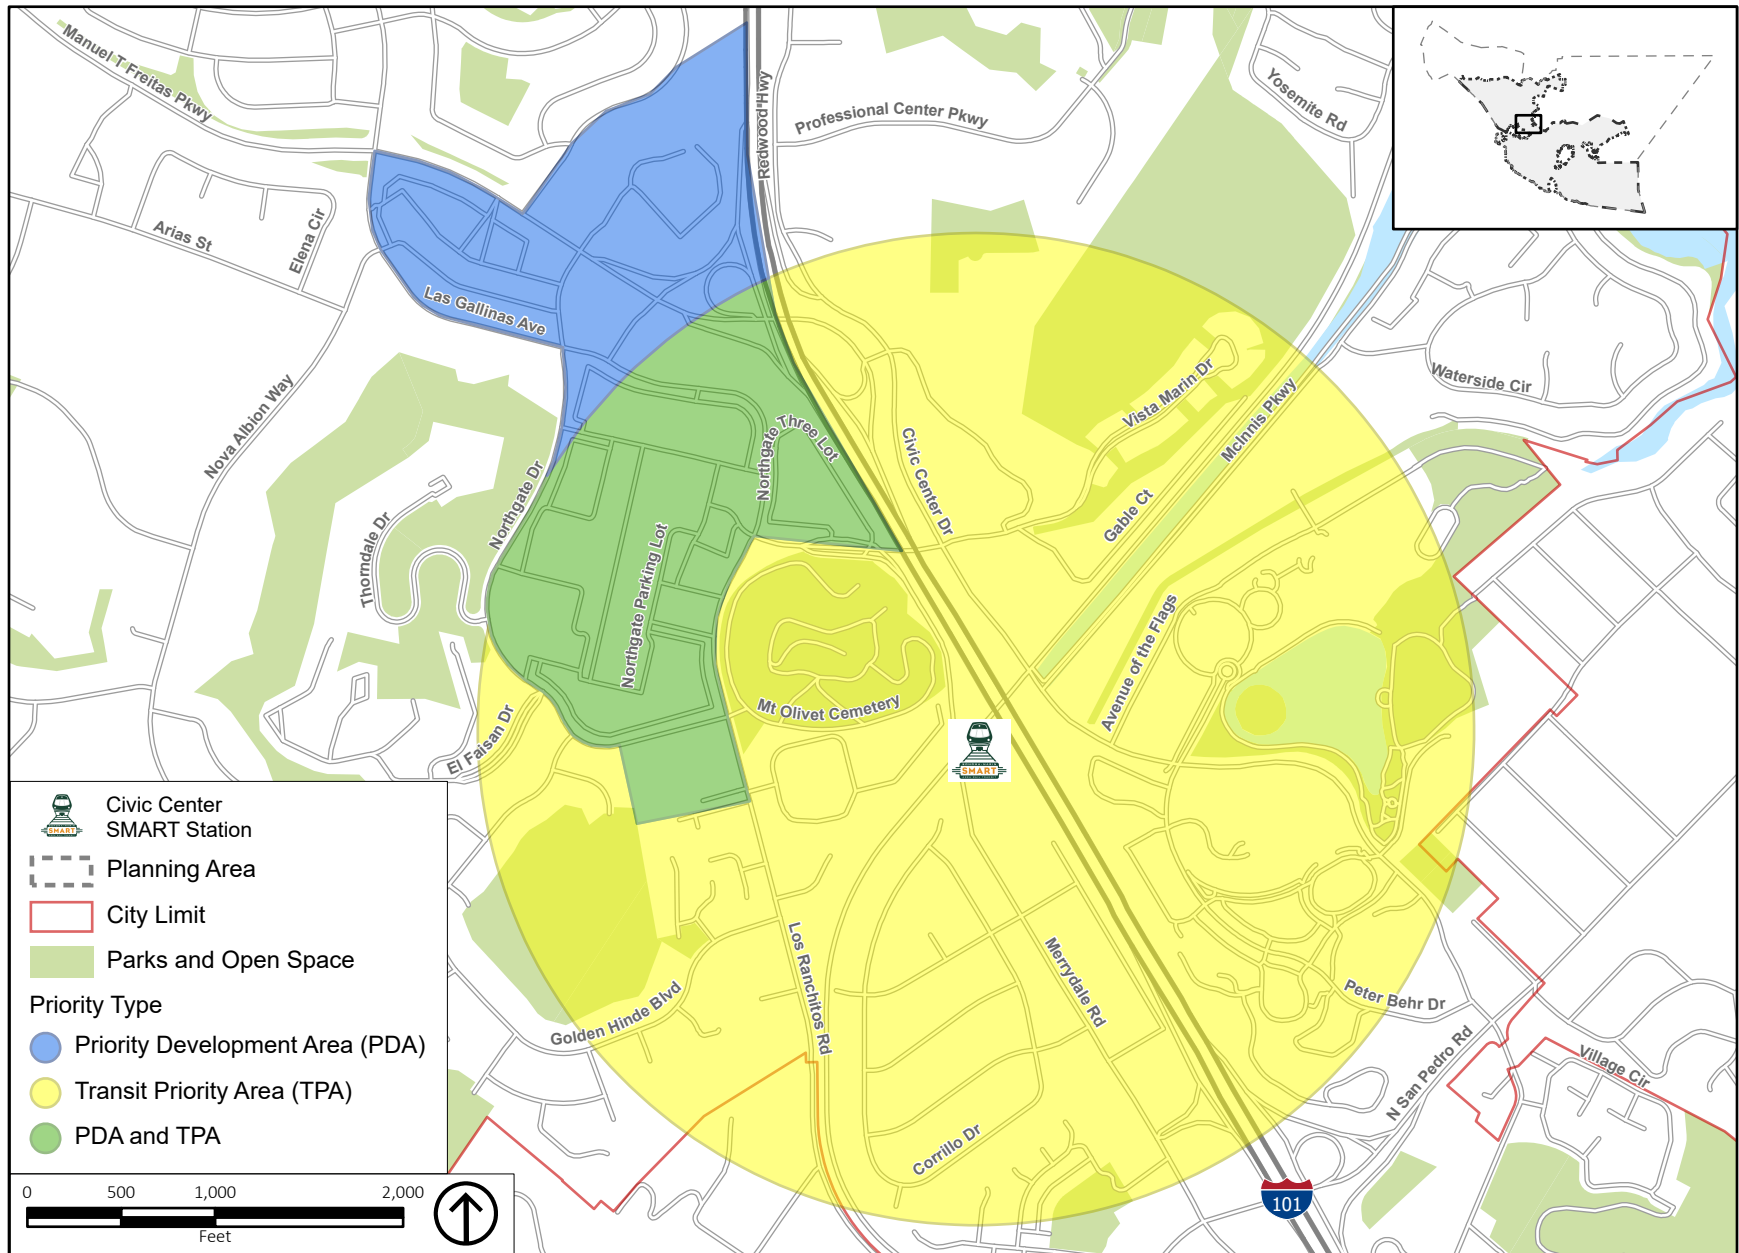 Manuel T Freitas Pkwy
Redwood Hwy
Professional Center Pkwy
Yosemite Rd
Arias St
Elena Cir
Las Gallinas Ave
Nova Albion Way
Northgate Dr
Thorndale Dr
Northgate Three Lot
Northgate Parking Lot
Civic Center Dr
Vista Marin Dr
McInnis Pkwy
Gable Ct
Waterside Cir
Avenue of the Flags
Mt Olivet Cemetery
El Faisan Dr
SMART
Los Ranchitos Rd
Merrydale Rd
Golden Hinde Blvd
Corrillo Dr
Peter Behr Dr
N San Pedro Rd
Village Cir
101
SMART
Civic Center
SMART Station
Planning Area
City Limit
Parks and Open Space
Priority Type
Priority Development Area (PDA)
Transit Priority Area (TPA)
PDA and TPA
0 500 1,000 2,000
Feet